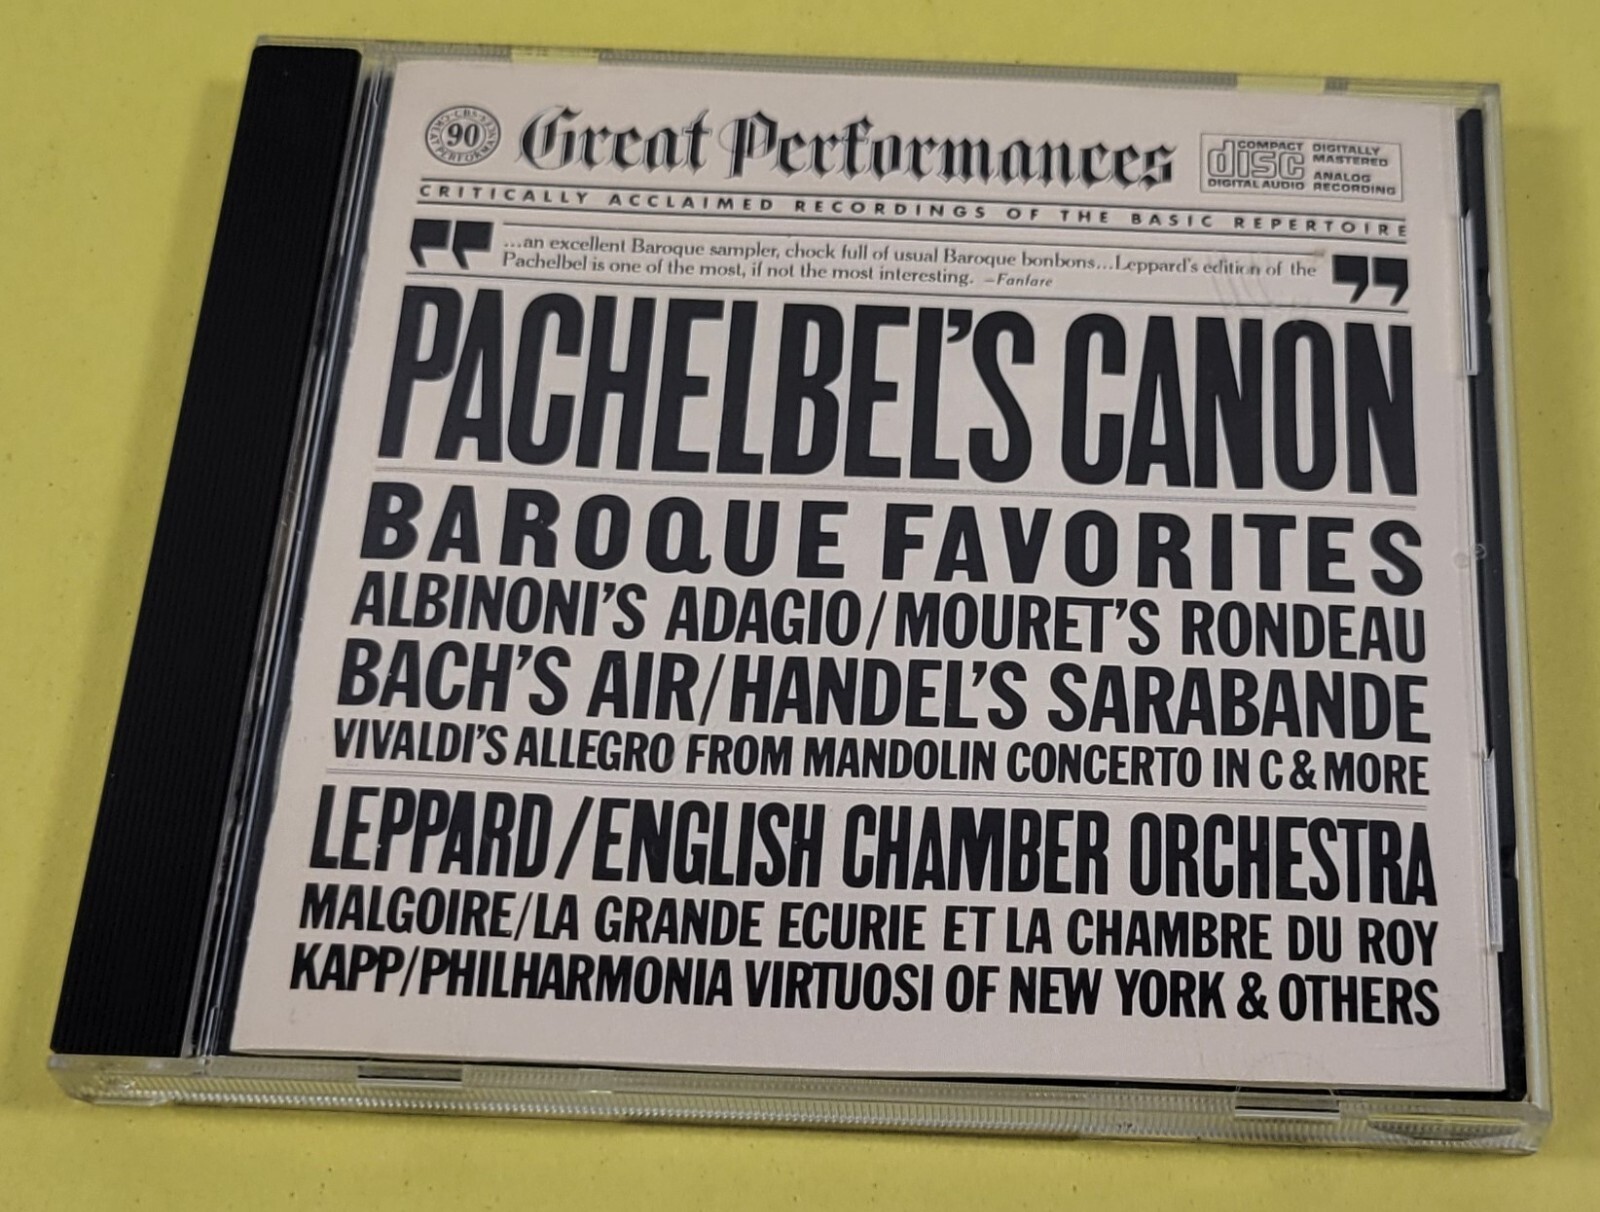 90
Great Performances
COMPACT
disc
DIGITAL AUDIO
DIGITALLY
MASTERED
ANALOG
RECORDING
CRITICALLY ACCLAIMED RECORDINGS OF THE BASIC REPERTOIRE
“ ...an excellent Baroque sampler, chock full of usual Baroque bonbons...Leppard's edition of the
Pachelbel is one of the most, if not the most interesting. –Fanfare ”
PACHELBEL'S CANON
BAROQUE FAVORITES
ALBINONI'S ADAGIO/MOURET'S RONDEAU
BACH'S AIR/HANDEL'S SARABANDE
VIVALDI'S ALLEGRO FROM MANDOLIN CONCERTO IN C & MORE
LEPPARD/ENGLISH CHAMBER ORCHESTRA
MALGOIRE/LA GRANDE ECURIE ET LA CHAMBRE DU ROY
KAPP/PHILHARMONIA VIRTUOSI OF NEW YORK & OTHERS